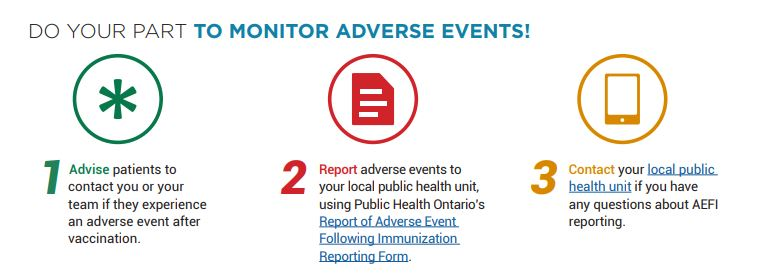 DO YOUR PART TO MONITOR ADVERSE EVENTS!
1 Advise patients to
contact you or your
team if they experience
an adverse event after
vaccination.
2 Report adverse events to
your local public health unit,
using Public Health Ontario's
Report of Adverse Event
Following Immunization
Reporting Form.
3 Contact your local public
health unit if you have
any questions about AEFI
reporting.